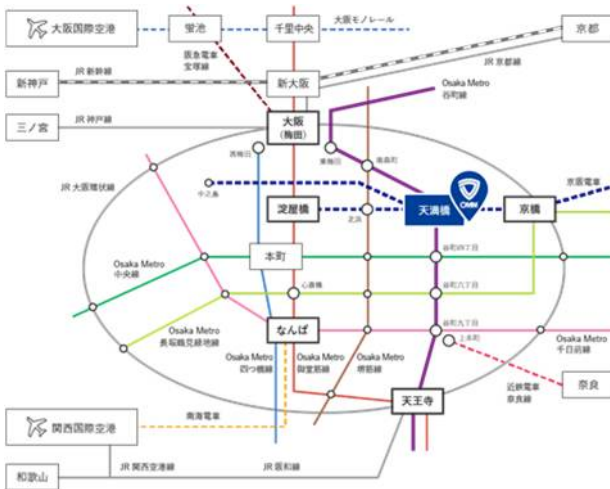 大阪国際空港
蛍池
千里中央
大阪モノレール
京都
阪急電車
宝塚線
JR 新幹線
JR 京都線
新神戸
新大阪
Osaka Metro
谷町線
三ノ宮
JR 神戸線
大阪
(梅田)
西梅田
東梅田
南森町
JR 大阪環状線
中之島
淀屋橋
北浜
天満橋
OMM
京橋
京阪電車
本町
谷町四丁目
Osaka Metro
中央線
心斎橋
谷町六丁目
Osaka Metro
長堀鶴見緑地線
なんば
谷町九丁目
上本町
Osaka Metro
千日前線
Osaka Metro
四つ橋線
Osaka Metro
御堂筋線
Osaka Metro
堺筋線
近鉄電車
奈良線
奈良
天王寺
関西国際空港
南海電車
和歌山
JR 関西空港線
JR 阪和線